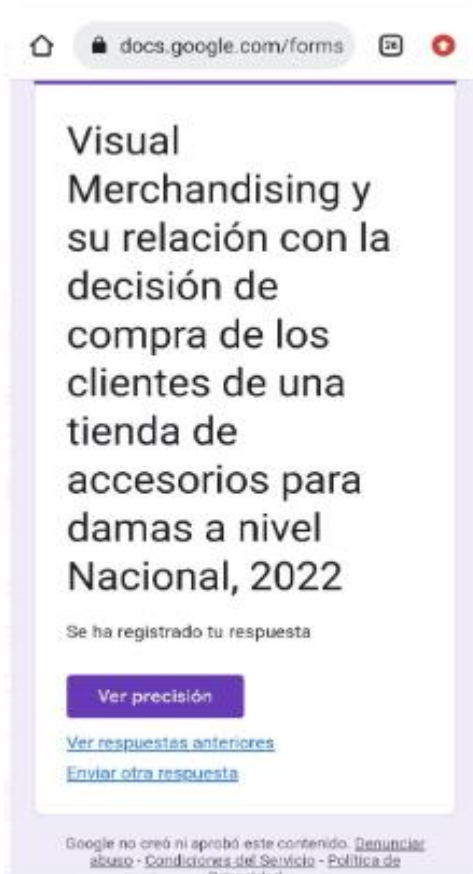 docs.google.com/forms
26
Visual
Merchandising y
su relación con la
decisión de
compra de los
clientes de una
tienda de
accesorios para
damas a nivel
Nacional, 2022
Se ha registrado tu respuesta
Ver precisión
Ver respuestas anteriores
Enviar otra respuesta
Google no creó ni aprobó este contenido. Denunciar
abuso - Condiciones del Servicio - Política de